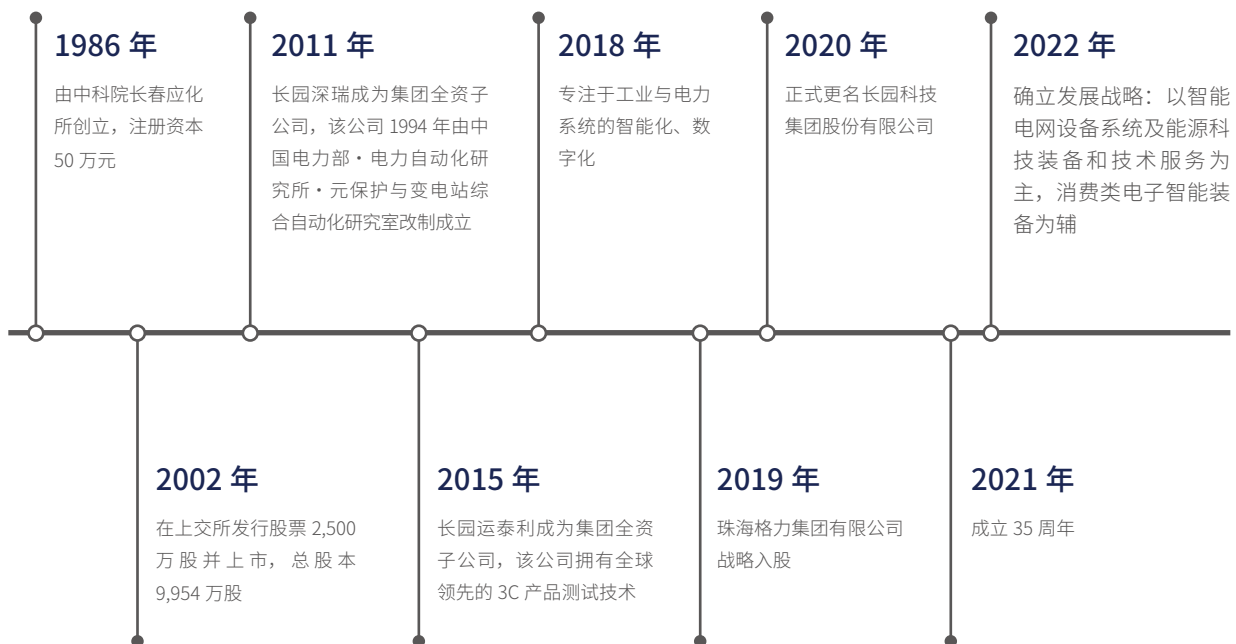 1986 年
由中科院长春应化
所创立，注册资本
50 万元
2011 年
长园深瑞成为集团全资子
公司，该公司 1994 年由中
国电力部·电力自动化研
究所·元保护与变电站综
合自动化研究室改制成立
2018 年
专注于工业与电力
系统的智能化、数
字化
2020 年
正式更名长园科技
集团股份有限公司
2022 年
确立发展战略：以智能
电网设备系统及能源科
技装备和技术服务为
主，消费类电子智能装
备为辅
2002 年
在上交所发行股票 2,500
万股并上市，总股本
9,954 万股
2015 年
长园运泰利成为集团全资
子公司，该公司拥有全球
领先的 3C 产品测试技术
2019 年
珠海格力集团有限公司
战略入股
2021 年
成立 35 周年